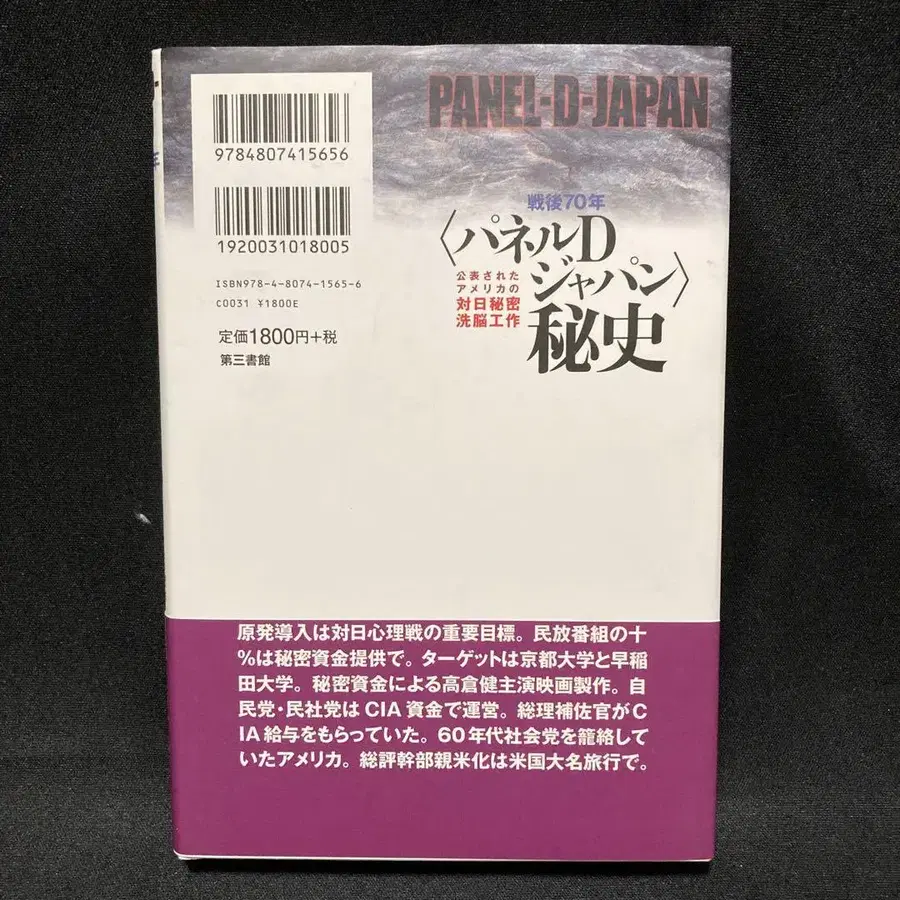 PANEL-D-JAPAN
9784807415656
1920031018005
ISBN978-4-8074-1565-6
C0031 ¥1800E
定価1800円+税
第三書館
戦後70年
〈パネルD
ジャパン〉
秘史
公表された
アメリカの
対日秘密
洗脳工作
原発導入は対日心理戦の重要目標。民放番組の十
%は秘密資金提供で。ターゲットは京都大学と早稲
田大学。秘密資金による高倉健主演映画製作。自
民党・民社党はCIA資金で運営。総理補佐官がC
IA給与をもらっていた。60年代社会党を籠絡して
いたアメリカ。総評幹部親米化は米国大名旅行で。